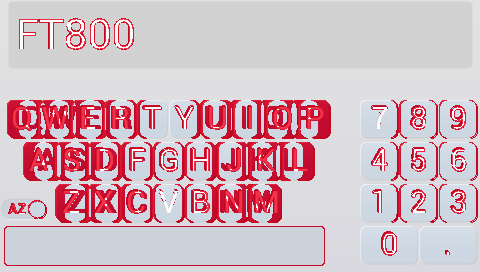 FT800
Q W E R T Y U I O P 7 8 9
A S D F G H J K L 4 5 6
AZ Z X C V B N M 1 2 3
0 .